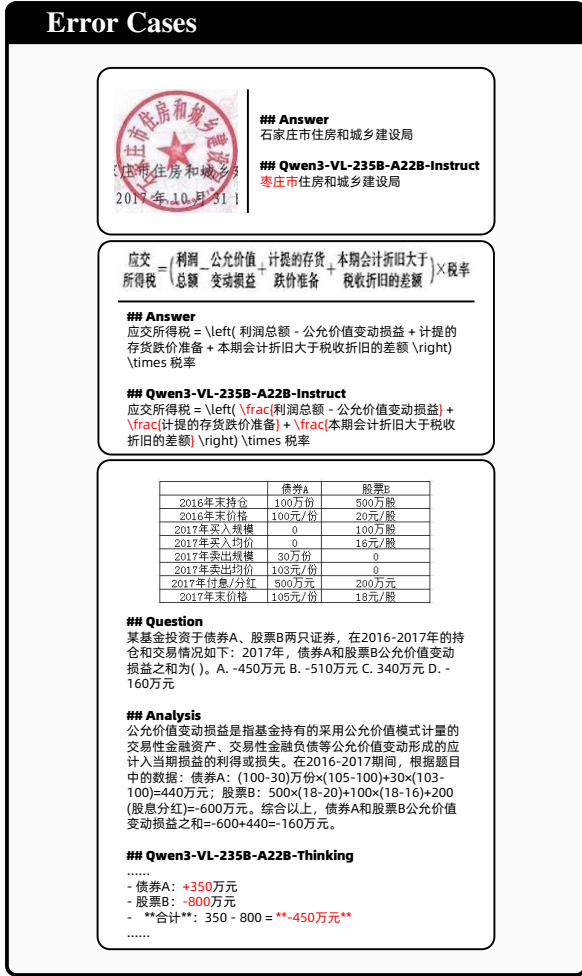 Error Cases
石家庄市住房和城乡建设局
庄市住房和城乡
2017年10月31日
## Answer
石家庄市住房和城乡建设局
## Qwen3-VL-235B-A22B-Instruct
枣庄市住房和城乡建设局
应交所得税=(利润总额-公允价值变动损益+计提的存货跌价准备+本期会计折旧大于税收折旧的差额)×税率
## Answer
应交所得税 = \left( 利润总额 - 公允价值变动损益 + 计提的
存货跌价准备 + 本期会计折旧大于税收折旧的差额 \right)
\times 税率
## Qwen3-VL-235B-A22B-Instruct
应交所得税 = \left( \frac{利润总额 - 公允价值变动损益} +
\frac{计提的存货跌价准备} + \frac{本期会计折旧大于税收
折旧的差额} \right) \times 税率
债券A 股票B
2016年末持仓 100万份 500万股
2016年末价格 100元/份 20元/股
2017年买入规模 0 100万股
2017年买入均价 0 16元/股
2017年卖出规模 30万份 0
2017年卖出均价 103元/份 0
2017年付息/分红 500万元 200万元
2017年末价格 105元/份 18元/股
## Question
某基金投资于债券A、股票B两只证券，在2016-2017年的持
仓和交易情况如下：2017年，债券A和股票B公允价值变动
损益之和为( )。A. -450万元 B. -510万元 C. 340万元 D. -
160万元
## Analysis
公允价值变动损益是指基金持有的采用公允价值模式计量的
交易性金融资产、交易性金融负债等公允价值变动形成的应
计入当期损益的利得或损失。在2016-2017期间，根据题目
中的数据：债券A：(100-30)万份×(105-100)+30×(103-
100)=440万元；股票B：500×(18-20)+100×(18-16)+200
(股息分红)=-600万元。综合以上，债券A和股票B公允价值
变动损益之和=-600+440=-160万元。
## Qwen3-VL-235B-A22B-Thinking
......
- 债券A：+350万元
- 股票B：-800万元
- **合计**：350 - 800 = **-450万元**
......